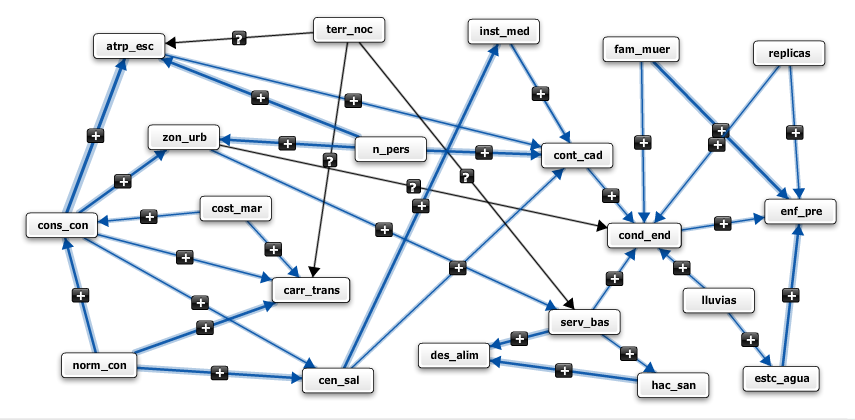 terr_noc
inst_med
atrp_esc
fam_muer
replicas
?
+
+
+
+
+
+
+
+
+
zon_urb
n_pers
cont_cad
+
+
?
+
+
?
?
+
cost_mar
+
enf_pre
cons_con
+
+
cond_end
+
+
+
+
+
carr_trans
+
+
+
lluvias
+
serv_bas
+
+
+
des_alim
+
norm_con
+
cen_sal
+
hac_san
estc_agua